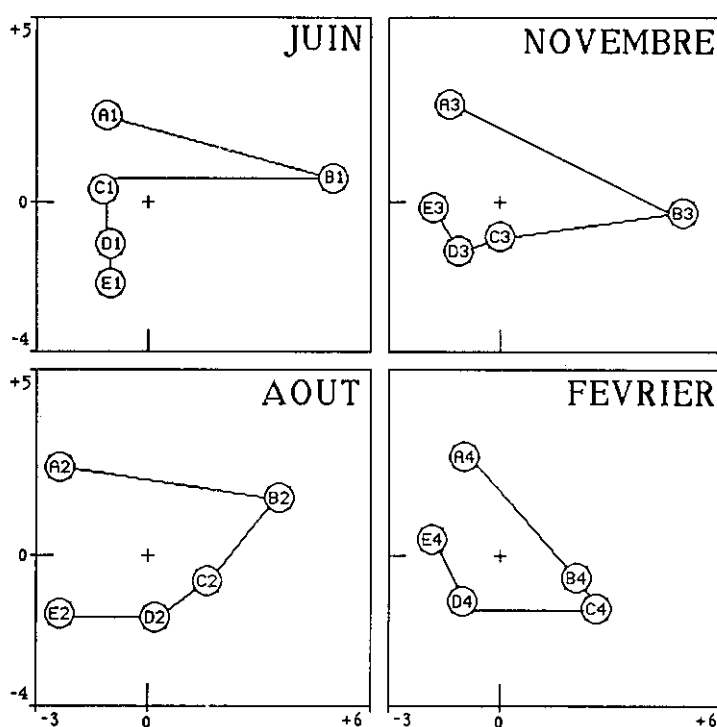 +5
JUIN
A1
B1
C1
0
D1
E1
-4
NOVEMBRE
A3
E3
B3
C3
D3
+5
AOUT
A2
B2
0
C2
E2
D2
-4
-3
0
+6
FEVRIER
A4
E4
B4
D4
C4
-3
0
+6